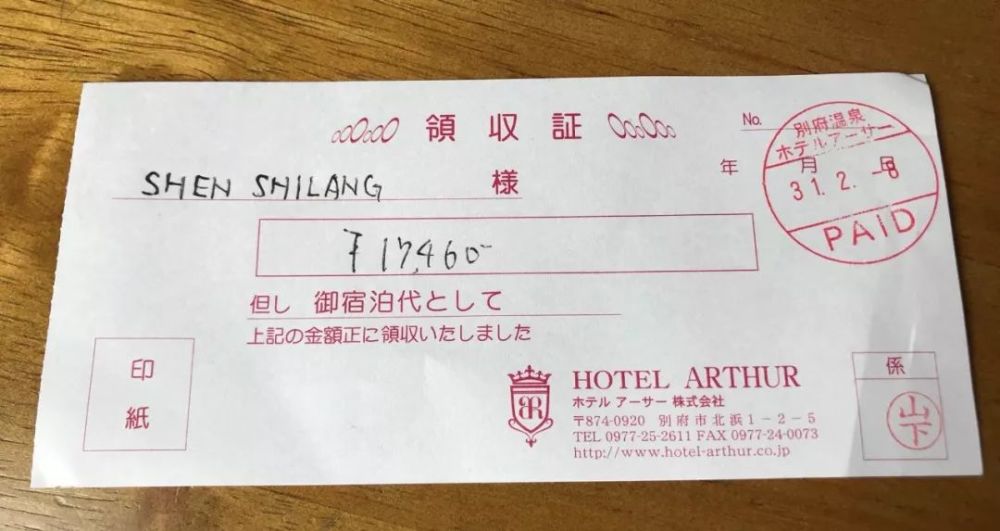 領収証
No.
別府温泉
ホテルアーサー
年 月 日
31.2.-8
PAID
SHEN SHILANG 様
￥17,460-
但し 御宿泊代として
上記の金額正に領収いたしました
印紙
HOTEL ARTHUR
ホテル アーサー 株式会社
〒874-0920 別府市北浜1-2-5
TEL 0977-25-2611 FAX 0977-24-0073
http://www.hotel-arthur.co.jp
係
山下